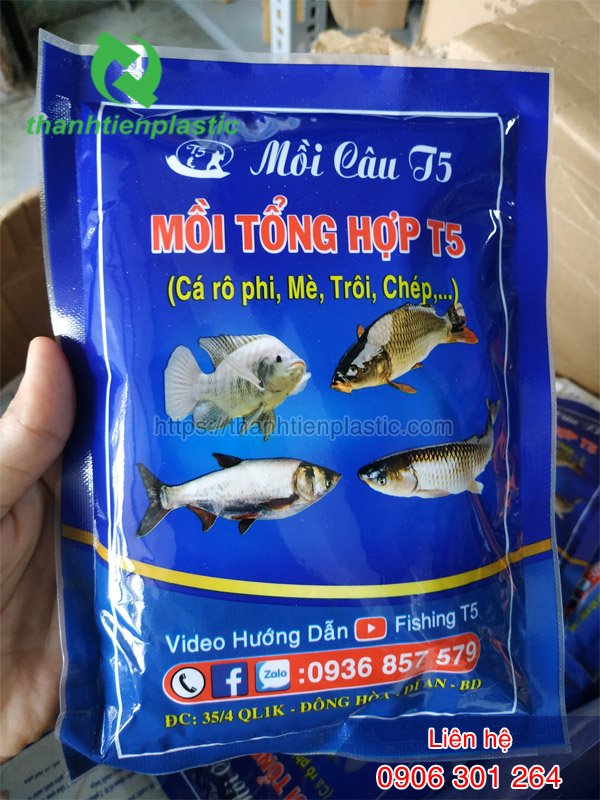 thanhtienplastic
T5 Mồi Câu T5
MỒI TỔNG HỢP T5
(Cá rô phi, Mè, Trôi, Chép,...)
https://thanhtienplastic.com/
Video Hướng Dẫn Fishing T5
Zalo :0936 857 579
ĐC: 35/4 QL1K - ĐÔNG HÒA - DĨ AN - BD
Liên hệ
0906 301 264